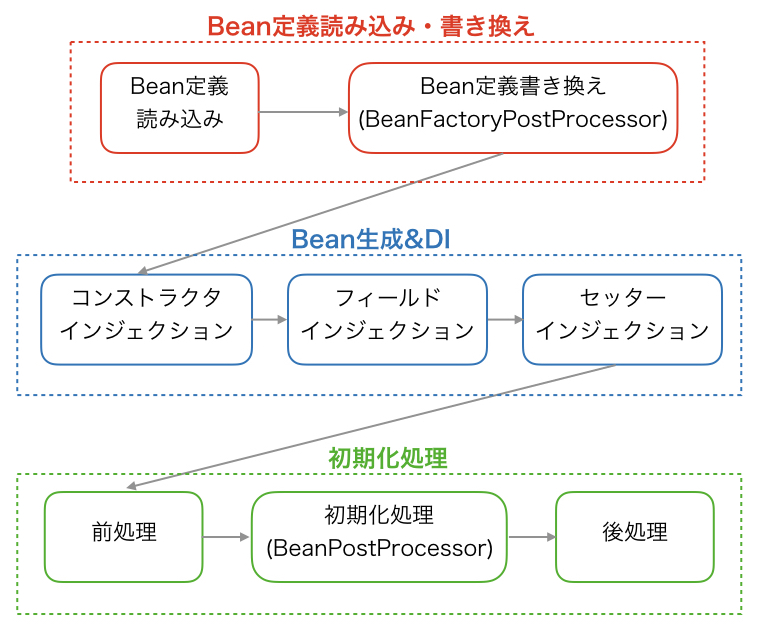 Bean定義読み込み・書き換え
Bean定義
読み込み
Bean定義書き換え
(BeanFactoryPostProcessor)
Bean生成&DI
コンストラクタ
インジェクション
フィールド
インジェクション
セッター
インジェクション
初期化処理
前処理
初期化処理
(BeanPostProcessor)
後処理